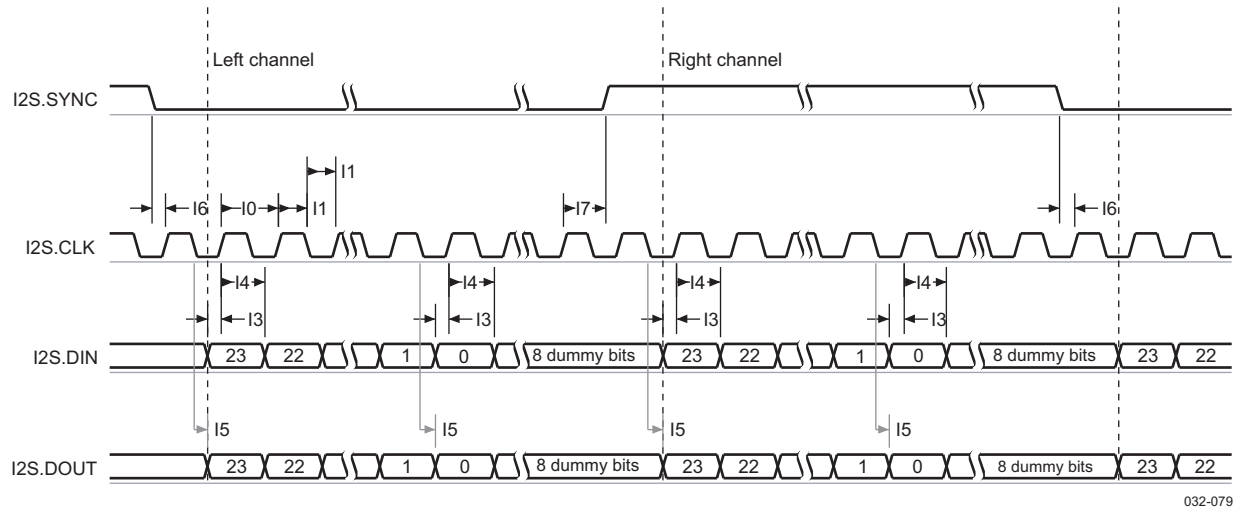 Left channel
Right channel
I2S.SYNC
I1
I6 I0 I1 I7 I6
I2S.CLK
I4 I4 I4 I4
I3 I3 I3 I3
I2S.DIN 23 22 1 0 8 dummy bits 23 22 1 0 8 dummy bits 23 22
I5 I5 I5 I5
I2S.DOUT 23 22 1 0 8 dummy bits 23 22 1 0 8 dummy bits 23 22
032-079